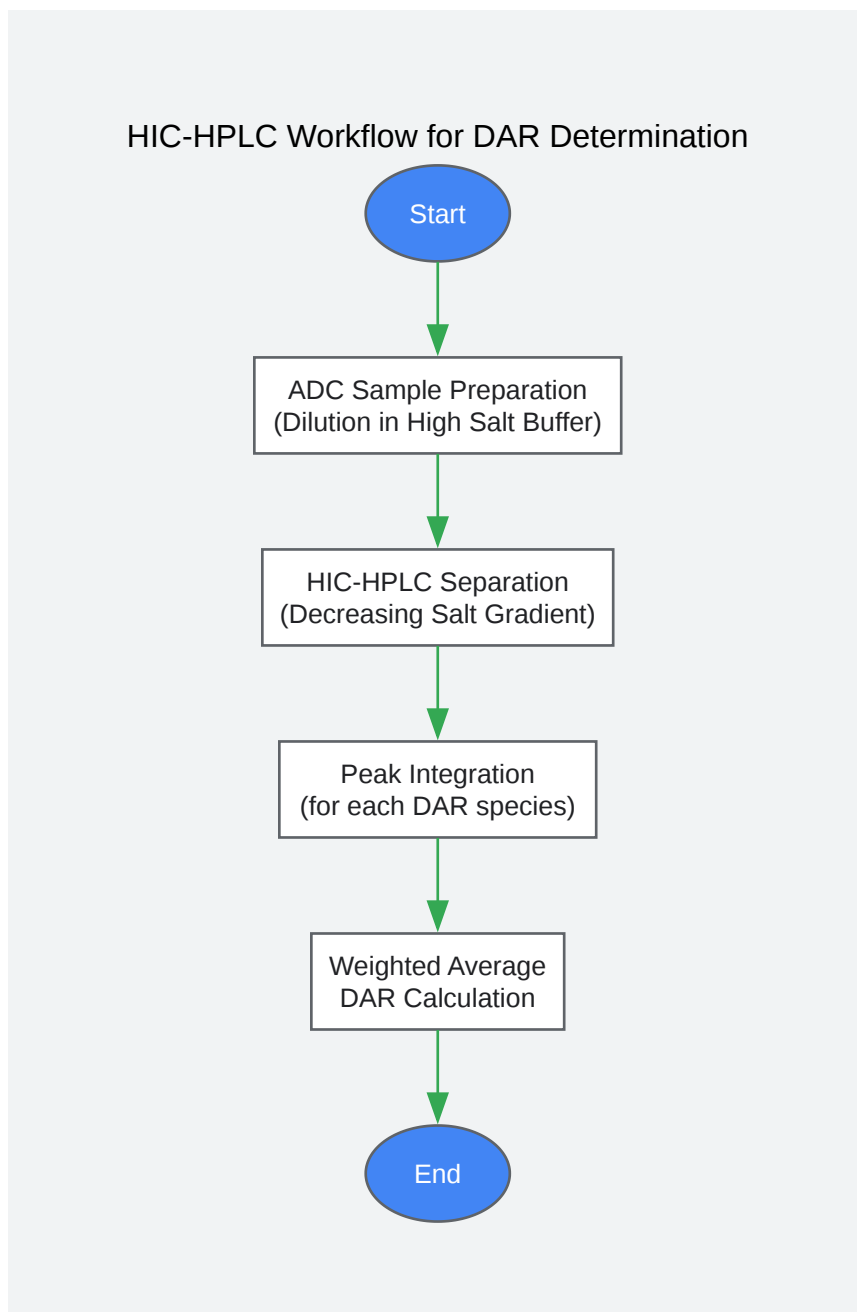 HIC-HPLC Workflow for DAR Determination
Start
ADC Sample Preparation
(Dilution in High Salt Buffer)
HIC-HPLC Separation
(Decreasing Salt Gradient)
Peak Integration
(for each DAR species)
Weighted Average
DAR Calculation
End